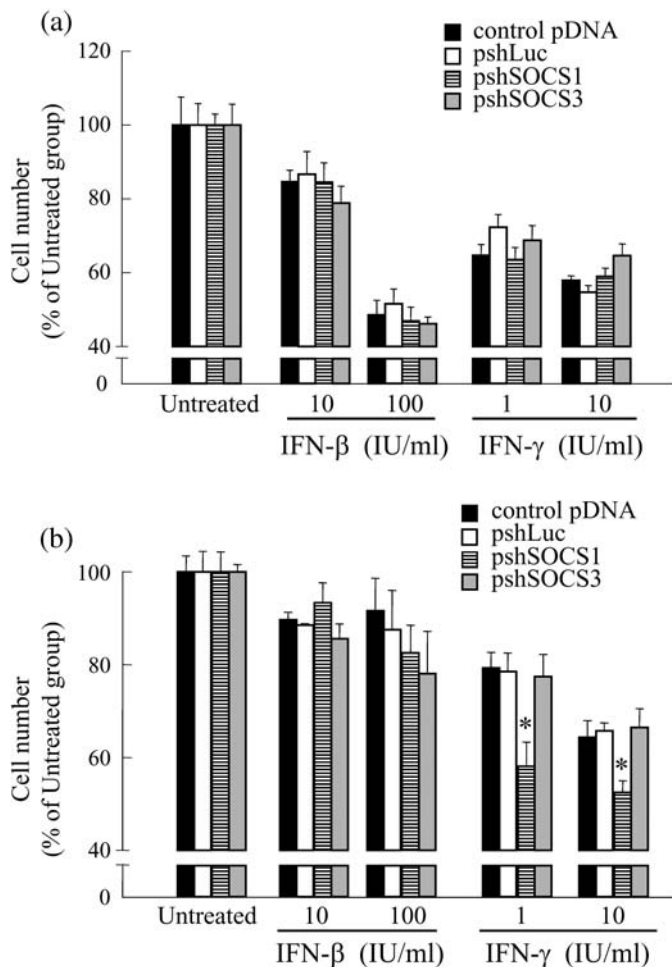 (a)
control pDNA
pshLuc
pshSOCS1
pshSOCS3
Cell number
(% of Untreated group)
120
100
80
60
40
0
Untreated 10 100 1 10
IFN-β (IU/ml) IFN-γ (IU/ml)
(b)
control pDNA
pshLuc
pshSOCS1
pshSOCS3
Cell number
(% of Untreated group)
100
80
60
40
0
* *
Untreated 10 100 1 10
IFN-β (IU/ml) IFN-γ (IU/ml)